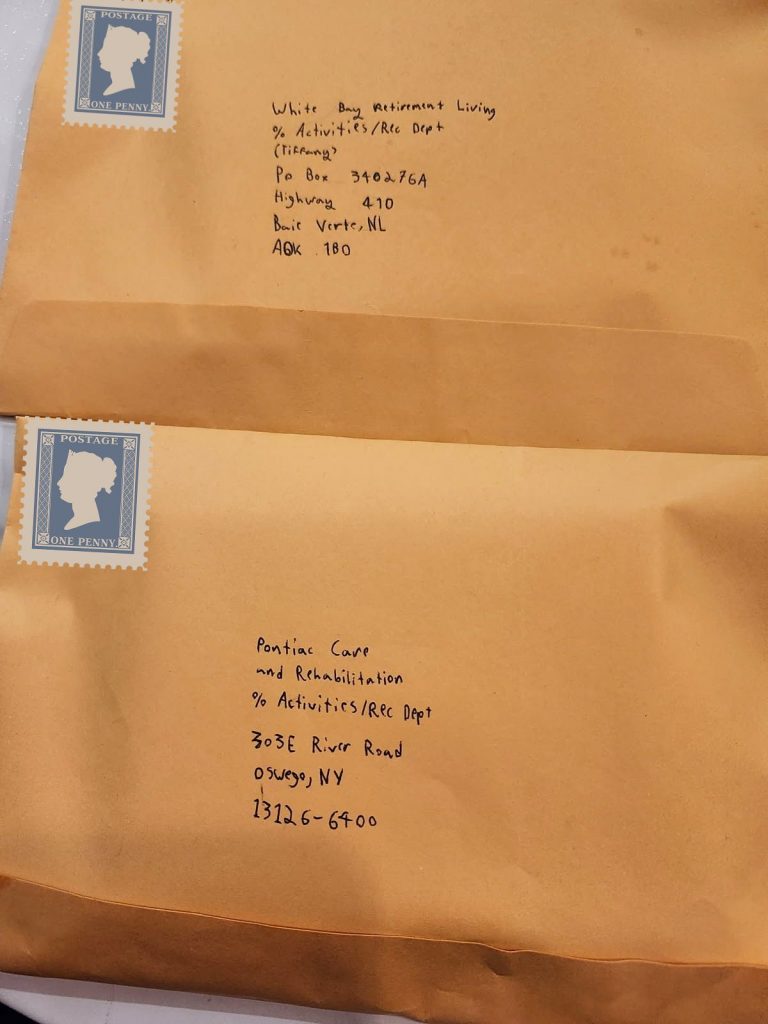 POSTAGE
ONE PENNY.
White Bay Retirement Living
% Activities/Rec Dept
(Tiffany)
Po Box 340276A
Highway 410
Baie Verte, NL
A0K 1B0
POSTAGE
ONE PENNY.
Pontiac Care
and Rehabilitation
% Activities/Rec Dept
303E River Road
Oswego, NY
13126-6400